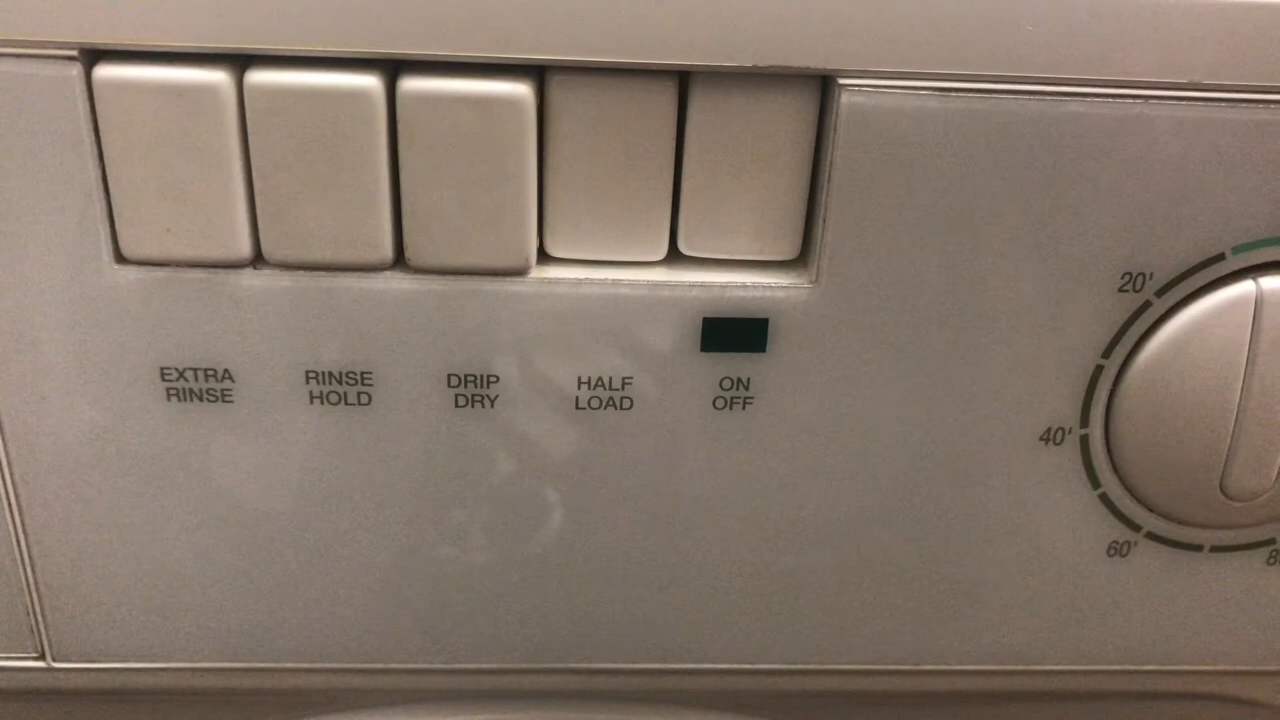 EXTRA
RINSE
RINSE
HOLD
DRIP
DRY
HALF
LOAD
ON
OFF
20'
40'
60'